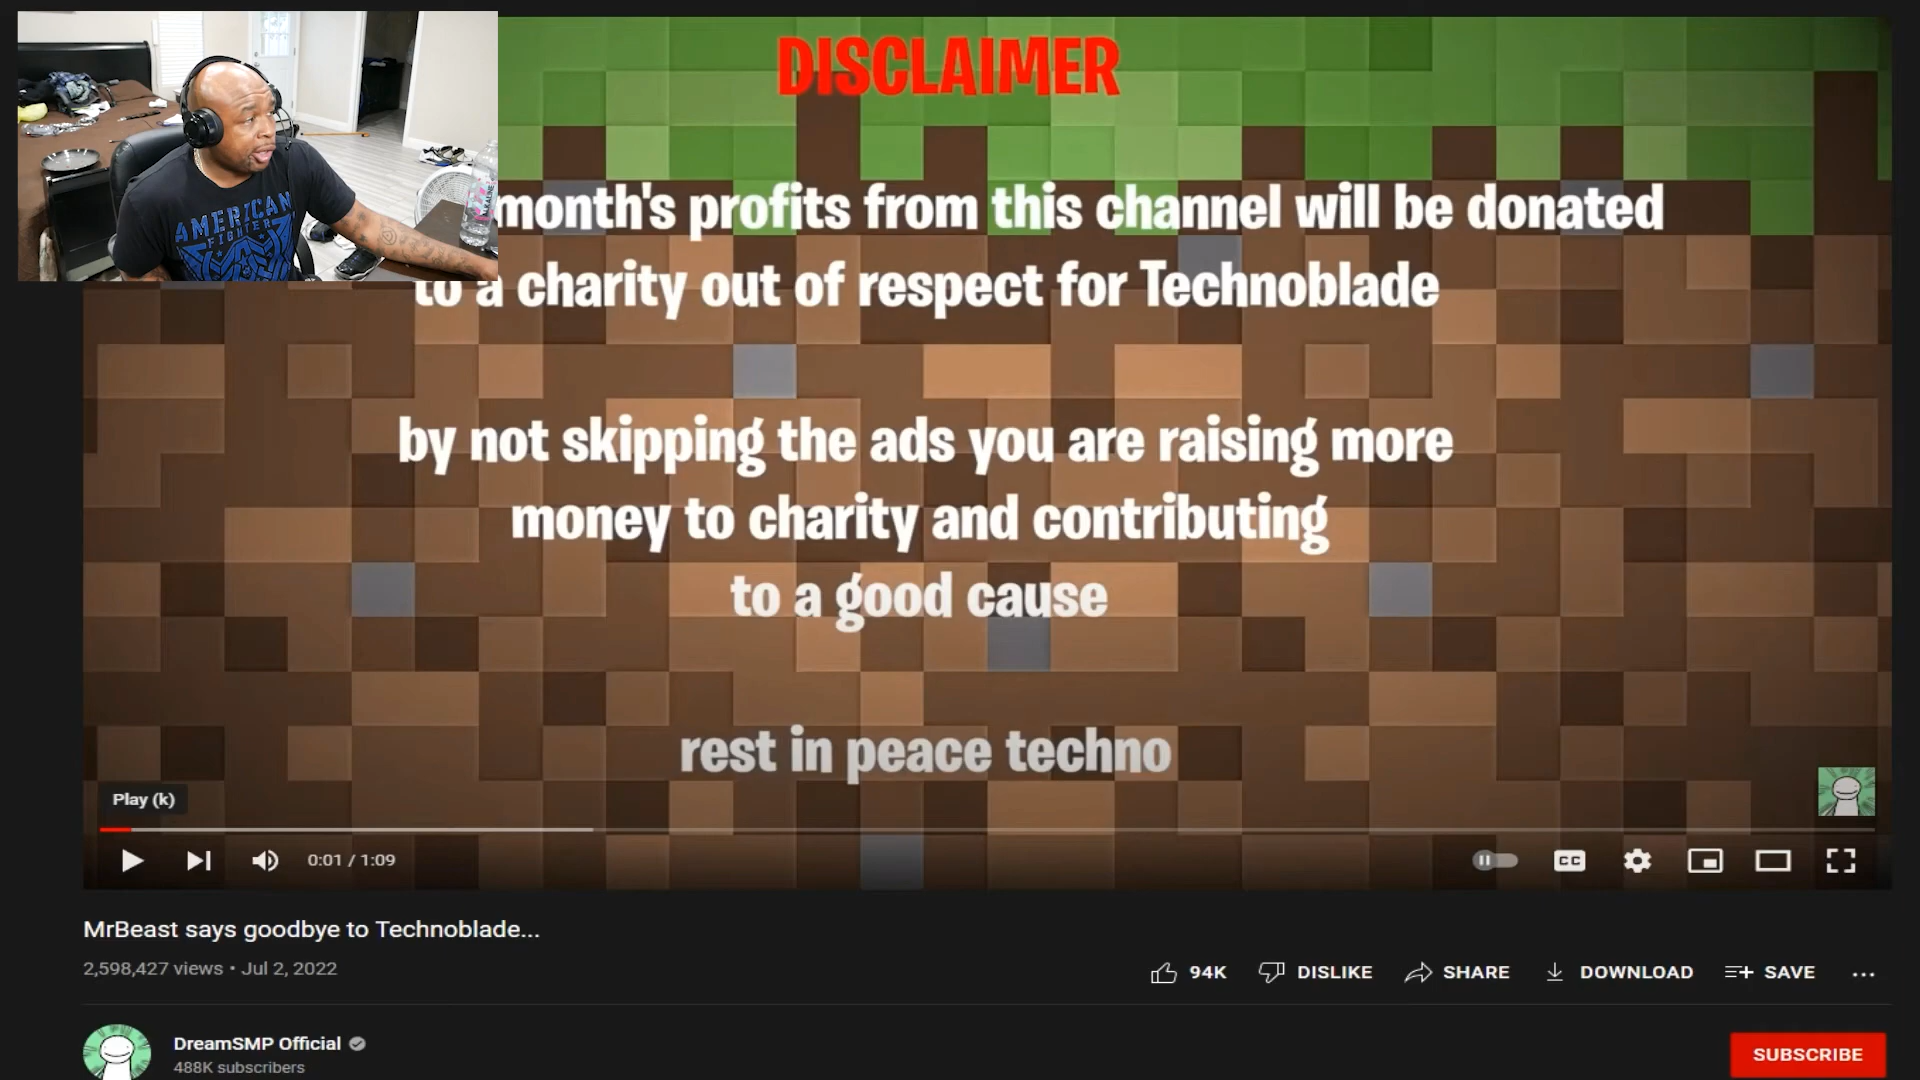 DISCLAIMER
month's profits from this channel will be donated
to a charity out of respect for Technoblade
by not skipping the ads you are raising more
money to charity and contributing
to a good cause
rest in peace techno
AMERICAN
FIGHTER
Play (k)
0:01 / 1:09
CC
MrBeast says goodbye to Technoblade...
2,598,427 views • Jul 2, 2022
94K DISLIKE SHARE DOWNLOAD SAVE ...
DreamSMP Official
488K subscribers
SUBSCRIBE